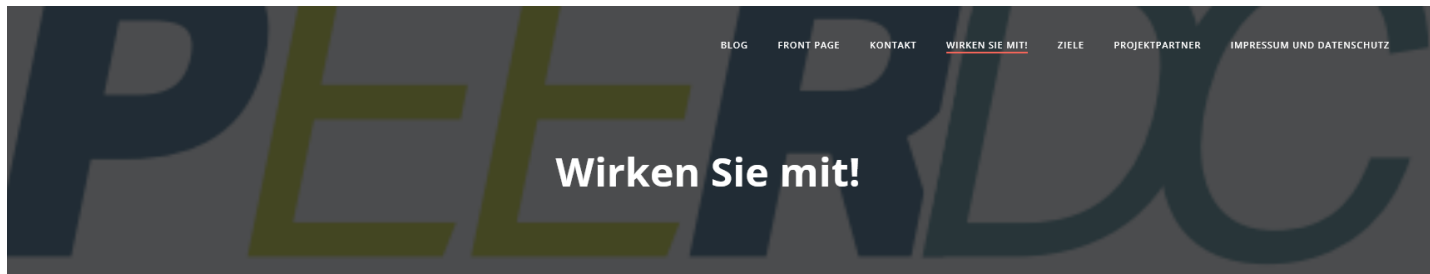 BLOG FRONT PAGE KONTAKT WIRKEN SIE MIT! ZIELE PROJEKTPARTNER IMPRESSUM UND DATENSCHUTZ
Wirken Sie mit!
PEERDC